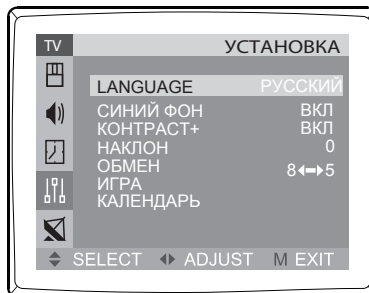 TV УСТАНОВКА
LANGUAGE РУССКИЙ
СИНИЙ ФОН ВКЛ
КОНТРАСТ+ ВКЛ
НАКЛОН 0
ОБМЕН 8 5
ИГРА
КАЛЕНДАРЬ
SELECT ADJUST M EXIT